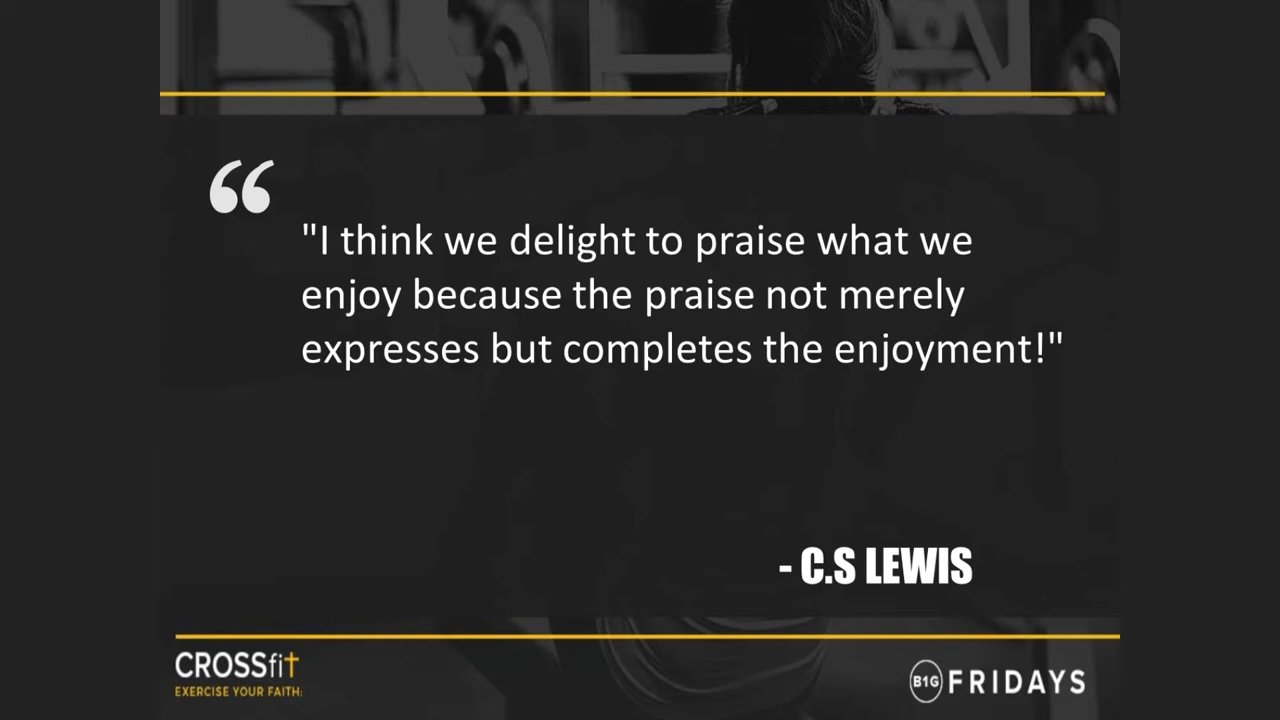 “
"I think we delight to praise what we
enjoy because the praise not merely
expresses but completes the enjoyment!"
- C.S LEWIS
CROSSfit
EXERCISE YOUR FAITH:
B1G FRIDAYS